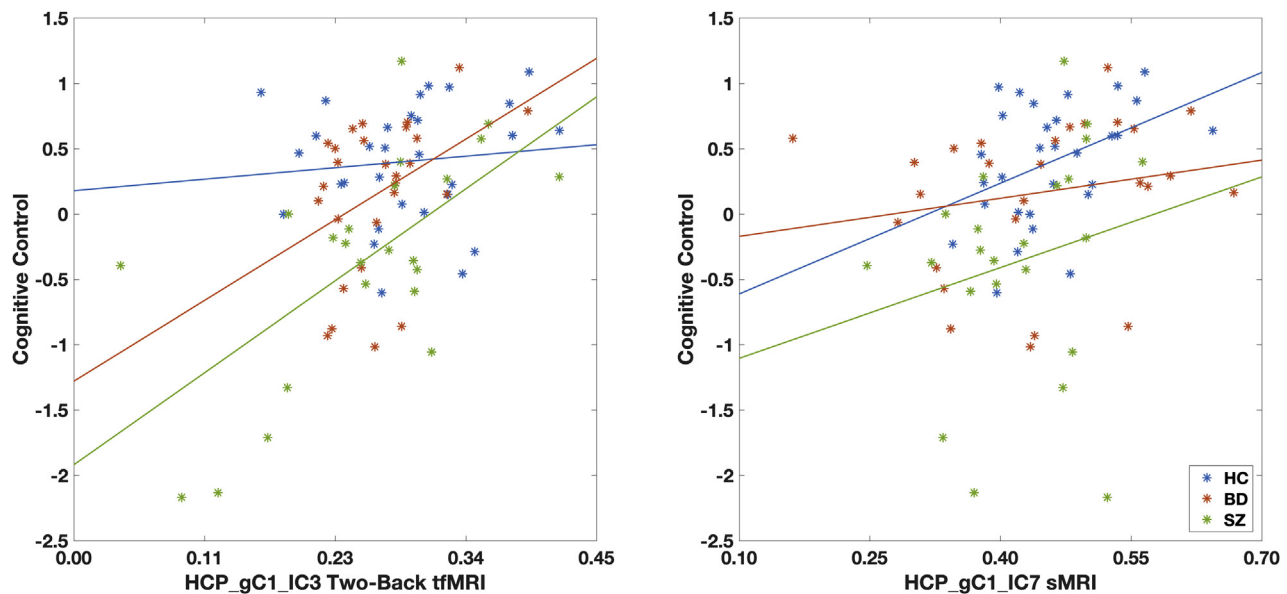 1.5
1
0.5
0
-0.5
-1
-1.5
-2
-2.5
Cognitive Control
0.00 0.11 0.23 0.34 0.45
HCP_gC1_IC3 Two-Back tfMRI
1.5
1
0.5
0
-0.5
-1
-1.5
-2
-2.5
Cognitive Control
HC
BD
SZ
0.10 0.25 0.40 0.55 0.70
HCP_gC1_IC7 sMRI